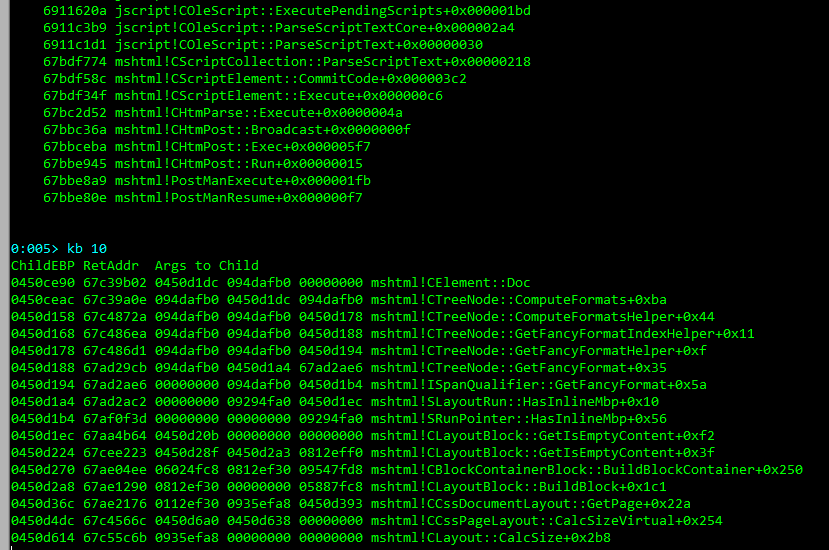 6911620a jscript!COleScript::ExecutePendingScripts+0x000001bd
6911c3b9 jscript!COleScript::ParseScriptTextCore+0x000002a4
6911c1d1 jscript!COleScript::ParseScriptText+0x00000030
67bdf774 mshtml!CScriptCollection::ParseScriptText+0x00000218
67bdf58c mshtml!CScriptElement::CommitCode+0x000003c2
67bdf34f mshtml!CScriptElement::Execute+0x000000c6
67bc2d52 mshtml!CHtmParse::Execute+0x0000004a
67bbc36a mshtml!CHtmPost::Broadcast+0x0000000f
67bbceba mshtml!CHtmPost::Exec+0x000005f7
67bbe945 mshtml!CHtmPost::Run+0x00000015
67bbe8a9 mshtml!PostManExecute+0x000001fb
67bbe80e mshtml!PostManResume+0x000000f7
0:005> kb 10
ChildEBP RetAddr  Args to Child
0450ce90 67c39b02 0450d1dc 094dafb0 00000000 mshtml!CElement::Doc
0450ceac 67c39a0e 094dafb0 0450d1dc 094dafb0 mshtml!CTreeNode::ComputeFormats+0xba
0450d158 67c4872a 094dafb0 094dafb0 0450d178 mshtml!CTreeNode::ComputeFormatsHelper+0x44
0450d168 67c486ea 094dafb0 094dafb0 0450d188 mshtml!CTreeNode::GetFancyFormatIndexHelper+0x11
0450d178 67c486d1 094dafb0 094dafb0 0450d194 mshtml!CTreeNode::GetFancyFormatHelper+0xf
0450d188 67ad29cb 094dafb0 0450d1a4 67ad2ae6 mshtml!CTreeNode::GetFancyFormat+0x35
0450d194 67ad2ae6 00000000 094dafb0 0450d1b4 mshtml!ISpanQualifier::GetFancyFormat+0x5a
0450d1a4 67ad2ac2 00000000 09294fa0 0450d1ec mshtml!SLayoutRun::HasInlineMbp+0x10
0450d1b4 67af0f3d 00000000 00000000 09294fa0 mshtml!SRunPointer::HasInlineMbp+0x56
0450d1ec 67aa4b64 0450d20b 00000000 00000000 mshtml!CLayoutBlock::GetIsEmptyContent+0xf2
0450d224 67cee223 0450d28f 0450d2a3 0812eff0 mshtml!CLayoutBlock::GetIsEmptyContent+0x3f
0450d270 67ae04ee 06024fc8 0812ef30 09547fd8 mshtml!CBlockContainerBlock::BuildBlockContainer+0x250
0450d2a8 67ae1290 0812ef30 00000000 05887fc8 mshtml!CLayoutBlock::BuildBlock+0x1c1
0450d36c 67ae2176 0112ef30 0935efa8 0450d393 mshtml!CCssDocumentLayout::GetPage+0x22a
0450d4dc 67c4566c 0450d6a0 0450d638 00000000 mshtml!CCssPageLayout::CalcSizeVirtual+0x254
0450d614 67c55c6b 0935efa8 00000000 00000000 mshtml!CLayout::CalcSize+0x2b8